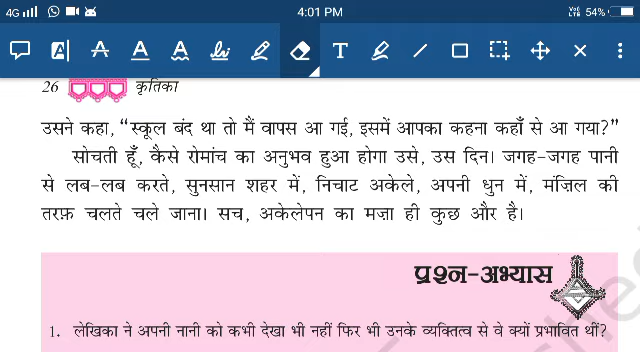 4G 4:01 PM VoI LTE 54%
A A A T
26 कृतिका
उसने कहा, “स्कूल बंद था तो मैं वापस आ गई, इसमें आपका कहना कहाँ से आ गया?”
सोचती हूँ, कैसे रोमांच का अनुभव हुआ होगा उसे, उस दिन। जगह-जगह पानी
से लब-लब करते, सुनसान शहर में, निचाट अकेले, अपनी धुन में, मंज़िल की
तरफ़ चलते चले जाना। सच, अकेलेपन का मज़ा ही कुछ और है।
प्रश्न-अभ्यास
1. लेखिका ने अपनी नानी को कभी देखा भी नहीं फिर भी उनके व्यक्तित्व से वे क्यों प्रभावित थीं?